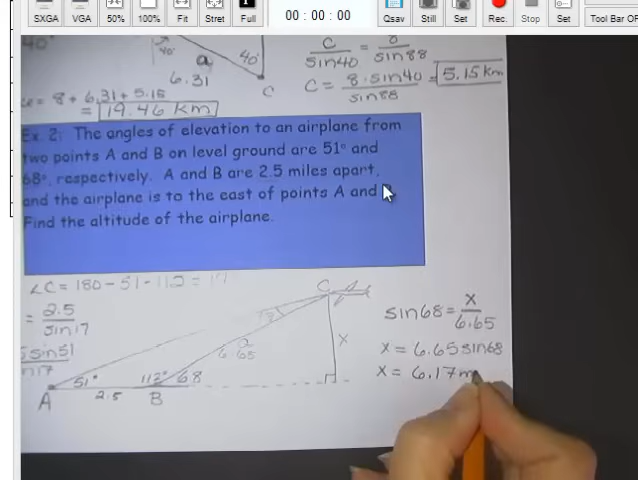 SXGA VGA 50% 100% Fit Stret Full 00 : 00 : 00 Qsav Still Set Rec. Stop Set Tool Bar OF
40°
40°
a
40°
6.31
C
C/sin40 = 8/sin88
C = 8·sin40/sin88 = 5.15 km
= 8 + 6.31 + 5.15
= 19.46 km
Ex. 2: The angles of elevation to an airplane from
two points A and B on level ground are 51° and
68°, respectively. A and B are 2.5 miles apart,
and the airplane is to the east of points A and
Find the altitude of the airplane.
∠C = 180 - 51 - 112 = 17
= 2.5/sin17
sin51
C
17
a
6.65
x
51°
112°
68
A
2.5
B
sin68 = x/6.65
x = 6.65 sin68
x = 6.17 m